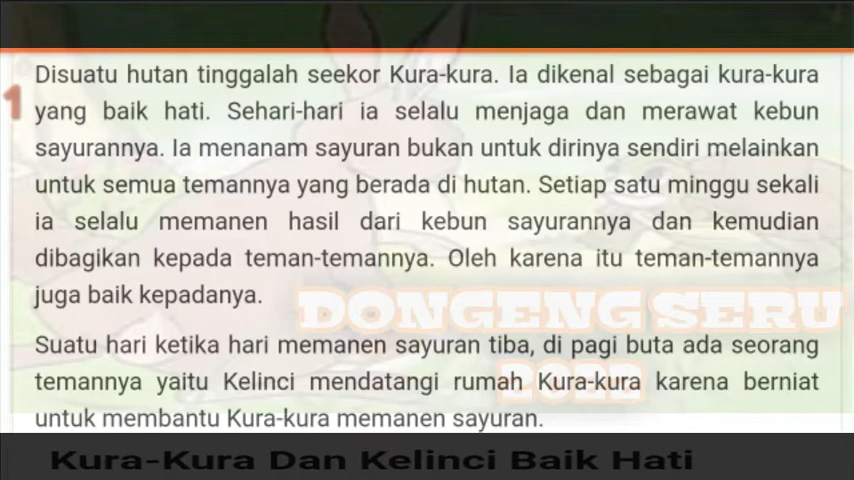 Disuatu hutan tinggalah seekor Kura-kura. Ia dikenal sebagai kura-kura
1
yang baik hati. Sehari-hari ia selalu menjaga dan merawat kebun
sayurannya. Ia menanam sayuran bukan untuk dirinya sendiri melainkan
untuk semua temannya yang berada di hutan. Setiap satu minggu sekali
ia selalu memanen hasil dari kebun sayurannya dan kemudian
dibagikan kepada teman-temannya. Oleh karena itu teman-temannya
juga baik kepadanya.
DONGENG SERU
Suatu hari ketika hari memanen sayuran tiba, di pagi buta ada seorang
temannya yaitu Kelinci mendatangi rumah Kura-kura karena berniat
2022
untuk membantu Kura-kura memanen sayuran.
Kura-Kura Dan Kelinci Baik Hati